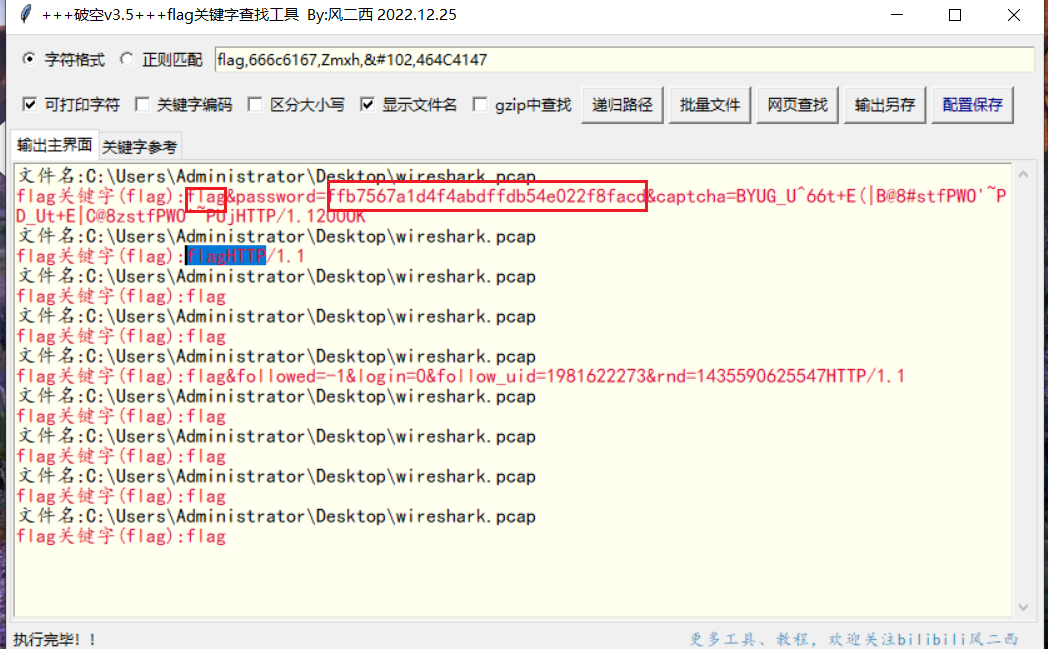 +++破空v3.5+++flag关键字查找工具 By:风二西 2022.12.25
字符格式 正则匹配 flag,666c6167,Zmxh,&#102,464C4147
可打印字符 关键字编码 区分大小写 显示文件名 gzip中查找 递归路径 批量文件 网页查找 输出另存 配置保存
输出主界面 关键字参考
文件名:C:\Users\Administrator\Desktop\wireshark.pcap
flag关键字(flag):flag&password=ffb7567a1d4f4abdffdb54e022f8facd&captcha=BYUG_U^66t+E(|B@8#stfPWO'~P
D_Ut+E|C@8zstfPWO'~PUjHTTP/1.1200OK
文件名:C:\Users\Administrator\Desktop\wireshark.pcap
flag关键字(flag):flagHTTP/1.1
文件名:C:\Users\Administrator\Desktop\wireshark.pcap
flag关键字(flag):flag
文件名:C:\Users\Administrator\Desktop\wireshark.pcap
flag关键字(flag):flag
文件名:C:\Users\Administrator\Desktop\wireshark.pcap
flag关键字(flag):flag&followed=-1&login=0&follow_uid=1981622273&rnd=1435590625547HTTP/1.1
文件名:C:\Users\Administrator\Desktop\wireshark.pcap
flag关键字(flag):flag
文件名:C:\Users\Administrator\Desktop\wireshark.pcap
flag关键字(flag):flag
文件名:C:\Users\Administrator\Desktop\wireshark.pcap
flag关键字(flag):flag
文件名:C:\Users\Administrator\Desktop\wireshark.pcap
flag关键字(flag):flag
执行完毕！！ 更多工具、教程，欢迎关注bilibili风二西